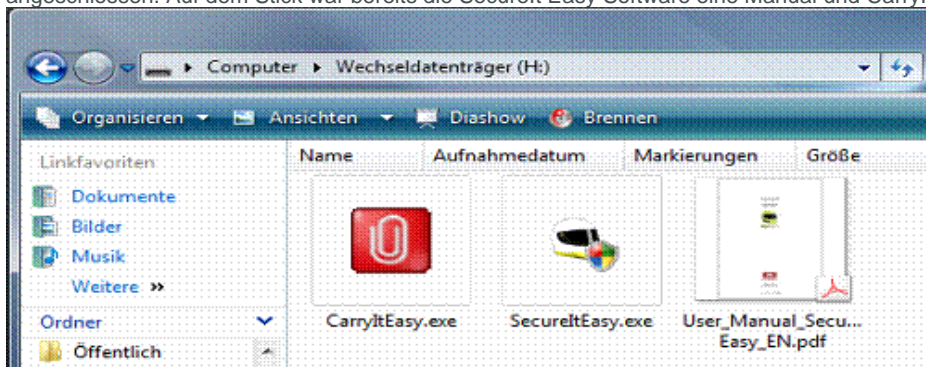 angeschlossen. Auf dem Stick war bereits die SecureIt Easy Software eine Manual und
Computer ▸ Wechseldatenträger (H:)
Organisieren Ansichten Diashow Brennen
Linkfavoriten
Name Aufnahmedatum Markierungen Größe
Dokumente
Bilder
Musik
Weitere »
Ordner
Öffentlich
CarryItEasy.exe SecureItEasy.exe User_Manual_Secu...
Easy_EN.pdf